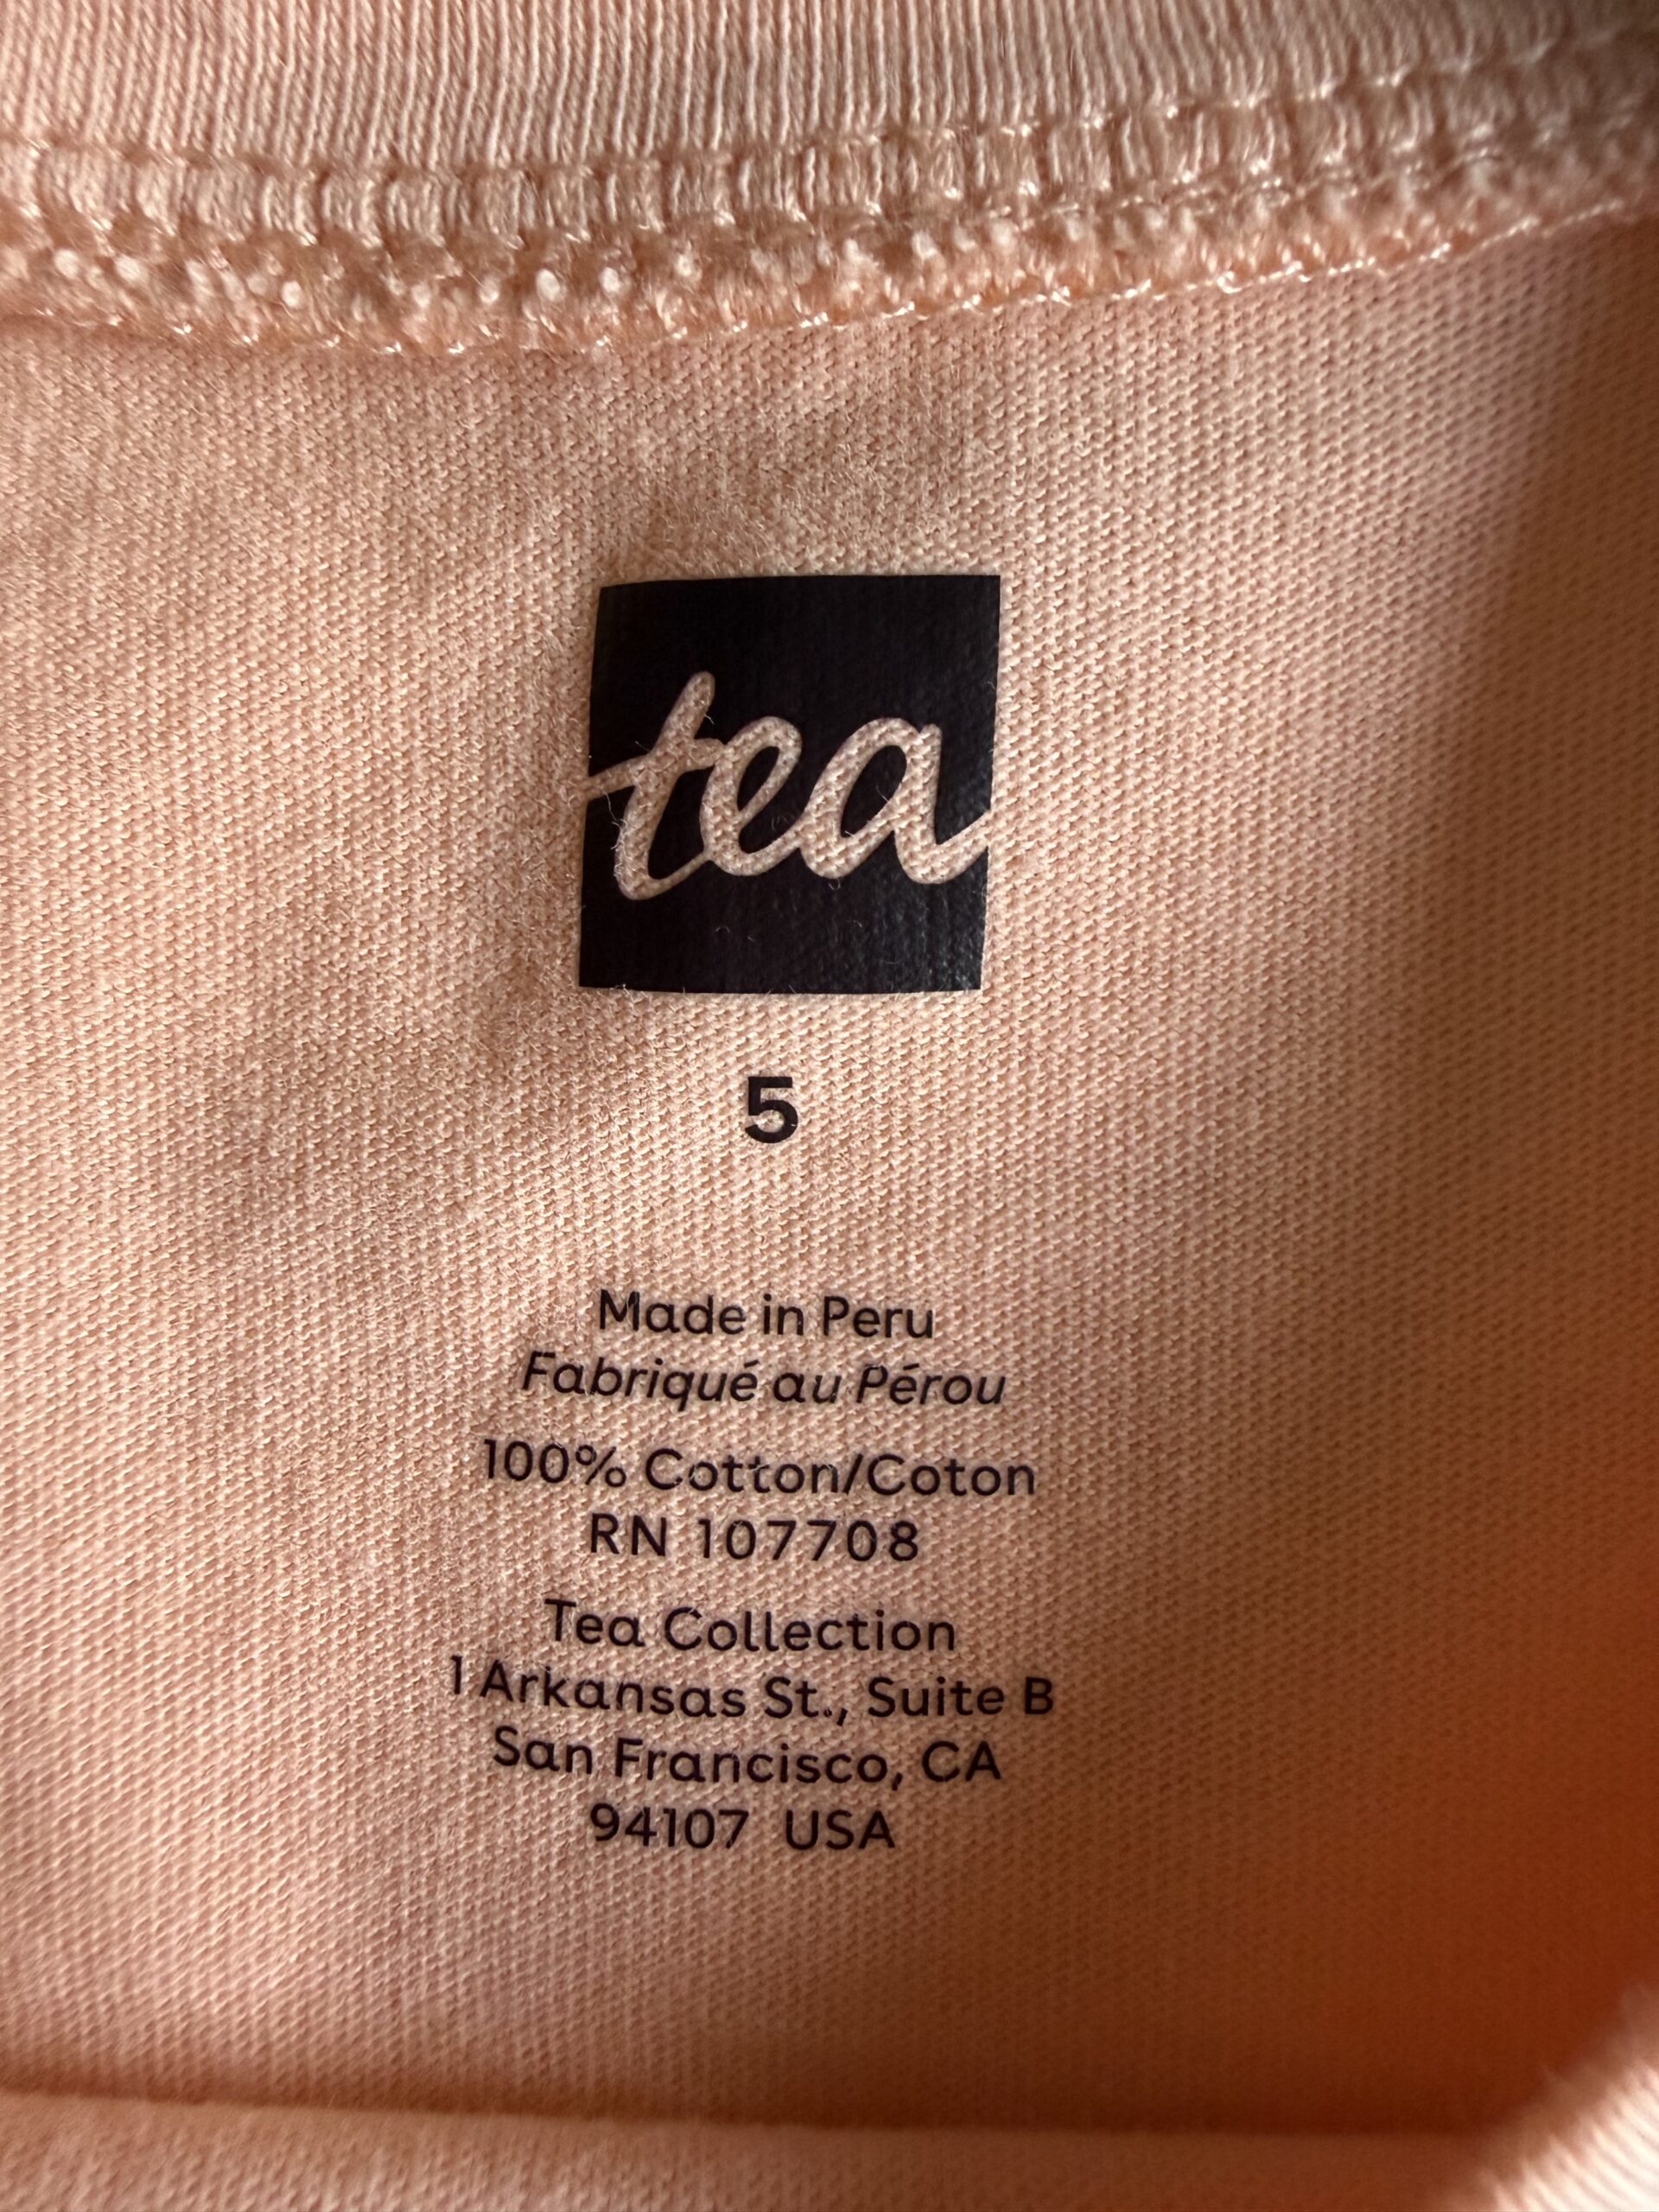 tea
5
Made in Peru
Fabriqué au Pérou
100% Cotton/Coton
RN 107708
Tea Collection
1 Arkansas St., Suite B
San Francisco, CA
94107 USA